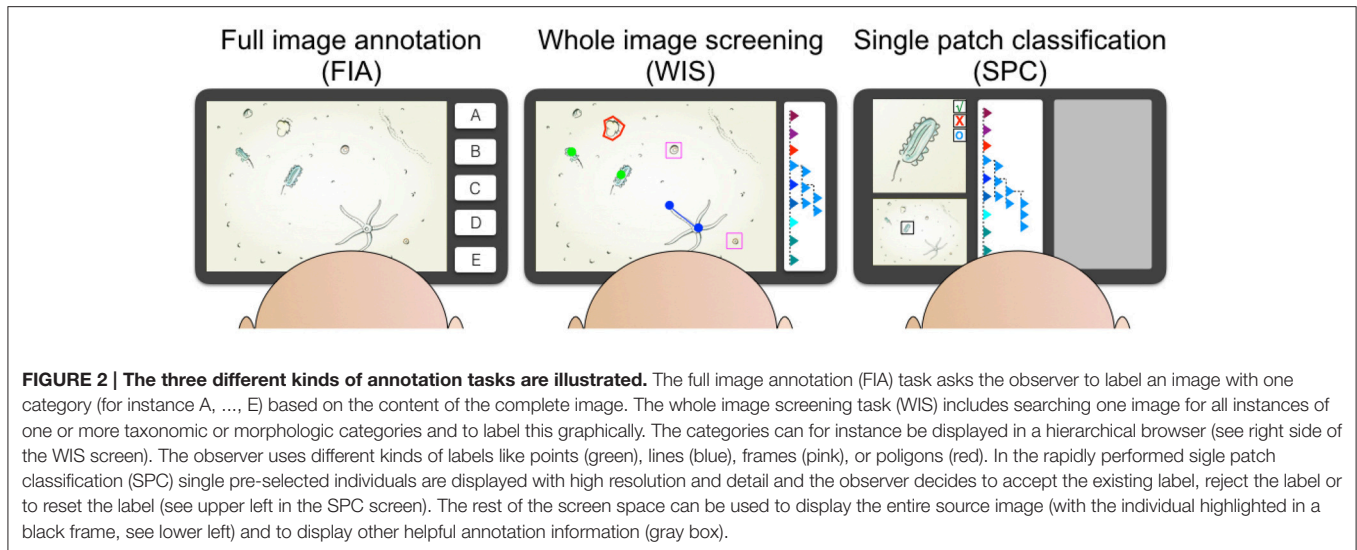 Full image annotation
(FIA)
Whole image screening
(WIS)
Single patch classification
(SPC)
A
B
C
D
E
√
X
O
FIGURE 2 | The three different kinds of annotation tasks are illustrated. The full image annotation (FIA) task asks the observer to label an image with one
category (for instance A, ..., E) based on the content of the complete image. The whole image screening task (WIS) includes searching one image for all instances of
one or more taxonomic or morphologic categories and to label this graphically. The categories can for instance be displayed in a hierarchical browser (see right side of
the WIS screen). The observer uses different kinds of labels like points (green), lines (blue), frames (pink), or poligons (red). In the rapidly performed sigle patch
classification (SPC) single pre-selected individuals are displayed with high resolution and detail and the observer decides to accept the existing label, reject the label or
to reset the label (see upper left in the SPC screen). The rest of the screen space can be used to display the entire source image (with the individual highlighted in a
black frame, see lower left) and to display other helpful annotation information (gray box).